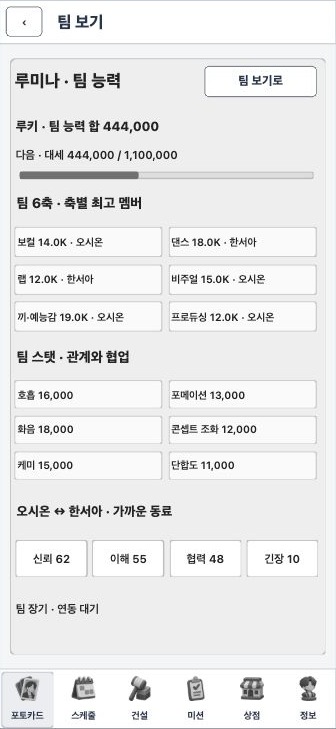 ‹ 팀 보기
루미나 · 팀 능력 팀 보기로
루키 · 팀 능력 합 444,000
다음 · 대세 444,000 / 1,100,000
팀 6축 · 축별 최고 멤버
보컬 14.0K · 오시온 댄스 18.0K · 한서아
랩 12.0K · 한서아 비주얼 15.0K · 오시온
끼·예능감 19.0K · 오시온 프로듀싱 12.0K · 오시온
팀 스탯 · 관계와 협업
호흡 16,000 포메이션 13,000
화음 18,000 콘셉트 조화 12,000
케미 15,000 단합도 11,000
오시온 ↔ 한서아 · 가까운 동료
신뢰 62 이해 55 협력 48 긴장 10
팀 장기 · 연동 대기
포토카드 스케줄 건설 미션 상점 정보